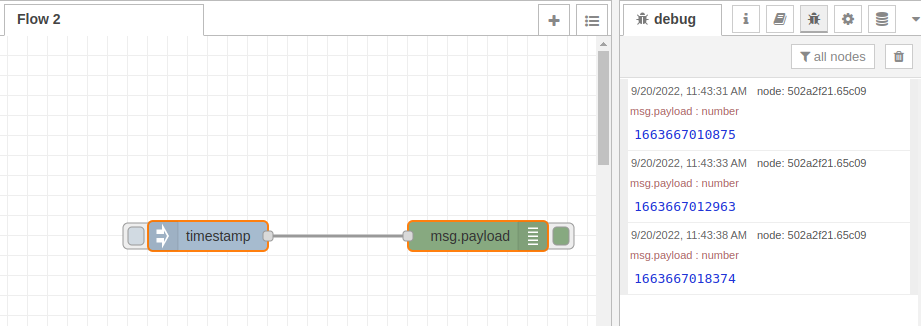 Flow 2
debug
all nodes
9/20/2022, 11:43:31 AM node: 502a2f21.65c09
msg.payload : number
1663667010875
9/20/2022, 11:43:33 AM node: 502a2f21.65c09
msg.payload : number
1663667012963
9/20/2022, 11:43:38 AM node: 502a2f21.65c09
msg.payload : number
1663667018374
timestamp
msg.payload